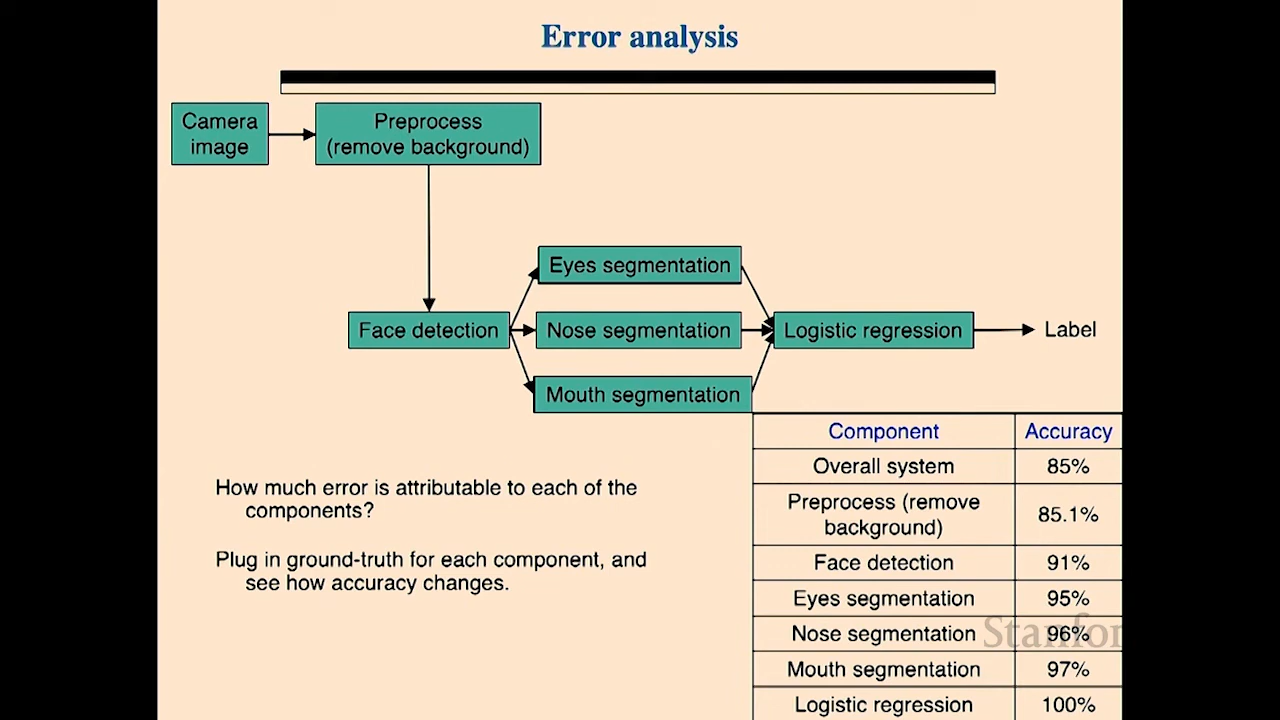 Error analysis
Camera
image
Preprocess
(remove background)
Eyes segmentation
Face detection
Nose segmentation
Logistic regression
Label
Mouth segmentation
How much error is attributable to each of the
components?
Plug in ground-truth for each component, and
see how accuracy changes.
Component Accuracy
Overall system 85%
Preprocess (remove
background) 85.1%
Face detection 91%
Eyes segmentation 95%
Nose segmentation 96%
Mouth segmentation 97%
Logistic regression 100%
Stanfor